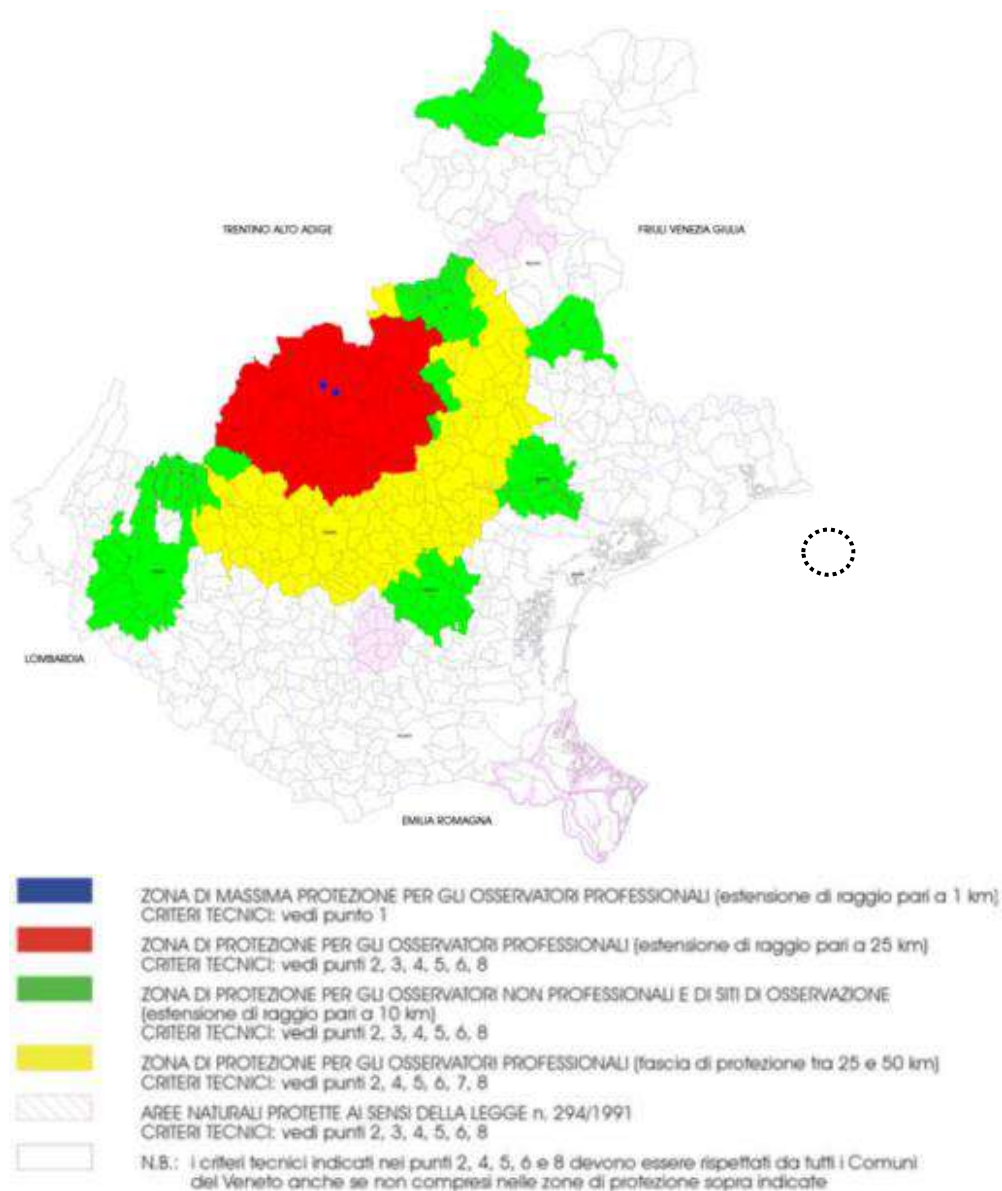 TRENTINO ALTO ADIGE
FRIULI VENEZIA GIULIA
LOMBARDIA
EMILIA ROMAGNA
ZONA DI MASSIMA PROTEZIONE PER GLI OSSERVATORI PROFESSIONALI (estensione di raggio pari a 1 km)
CRITERI TECNICI: vedi punto 1
ZONA DI PROTEZIONE PER GLI OSSERVATORI PROFESSIONALI (estensione di raggio pari a 25 km)
CRITERI TECNICI: vedi punti 2, 3, 4, 5, 6, 8
ZONA DI PROTEZIONE PER GLI OSSERVATORI NON PROFESSIONALI E DI SITI DI OSSERVAZIONE
(estensione di raggio pari a 10 km)
CRITERI TECNICI: vedi punti 2, 3, 4, 5, 6, 8
ZONA DI PROTEZIONE PER GLI OSSERVATORI PROFESSIONALI (fascia di protezione tra 25 e 50 km)
CRITERI TECNICI: vedi punti 2, 4, 5, 6, 7, 8
AREE NATURALI PROTETTE AI SENSI DELLA LEGGE n. 294/1991
CRITERI TECNICI: vedi punti 2, 3, 4, 5, 6, 8
N.B.: i criteri tecnici indicati nei punti 2, 4, 5, 6 e 8 devono essere rispettati da tutti i Comuni
del Veneto anche se non compresi nelle zone di protezione sopra indicate